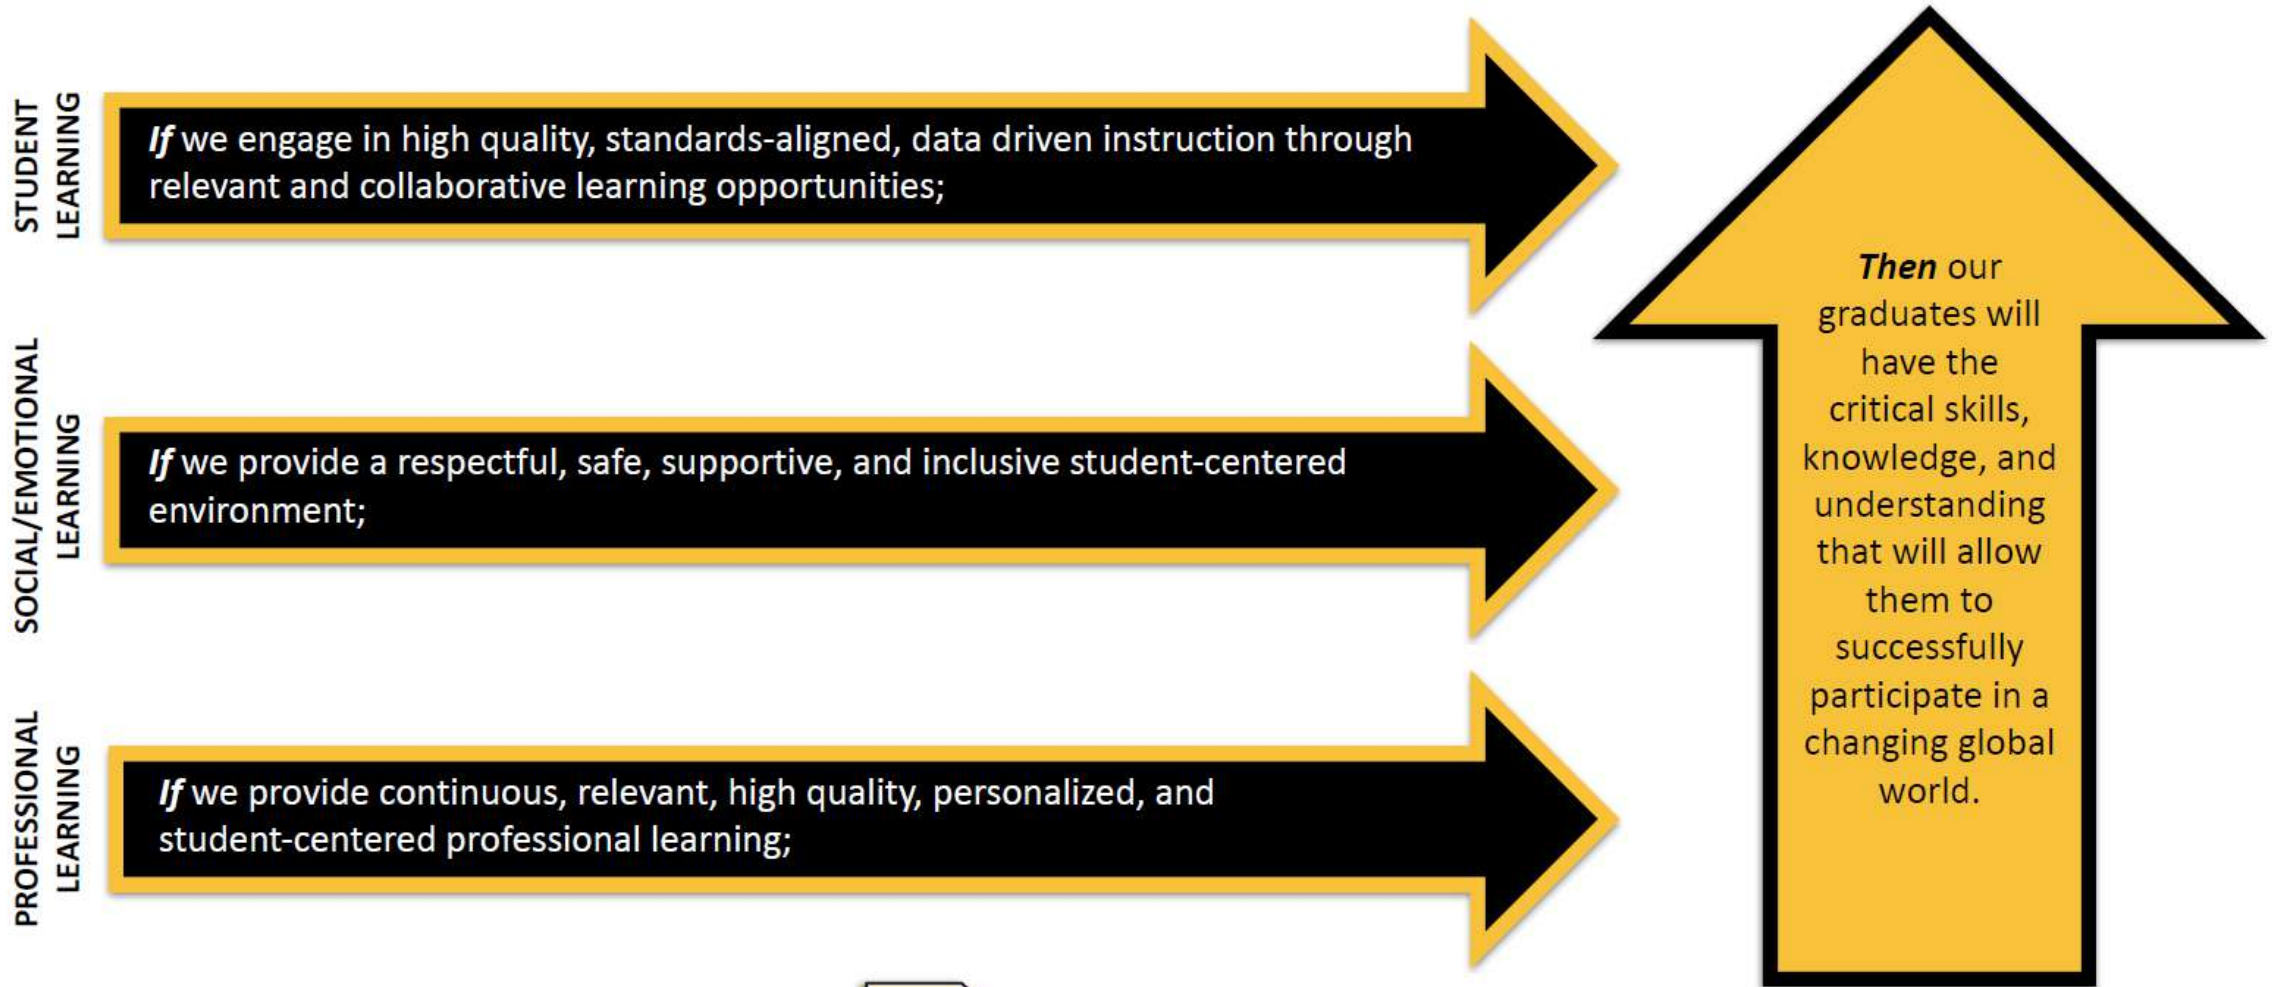 STUDENT
LEARNING
If we engage in high quality, standards-aligned, data driven instruction through
relevant and collaborative learning opportunities;
SOCIAL/EMOTIONAL
LEARNING
If we provide a respectful, safe, supportive, and inclusive student-centered
environment;
PROFESSIONAL
LEARNING
If we provide continuous, relevant, high quality, personalized, and
student-centered professional learning;
Then our
graduates will
have the
critical skills,
knowledge, and
understanding
that will allow
them to
successfully
participate in a
changing global
world.